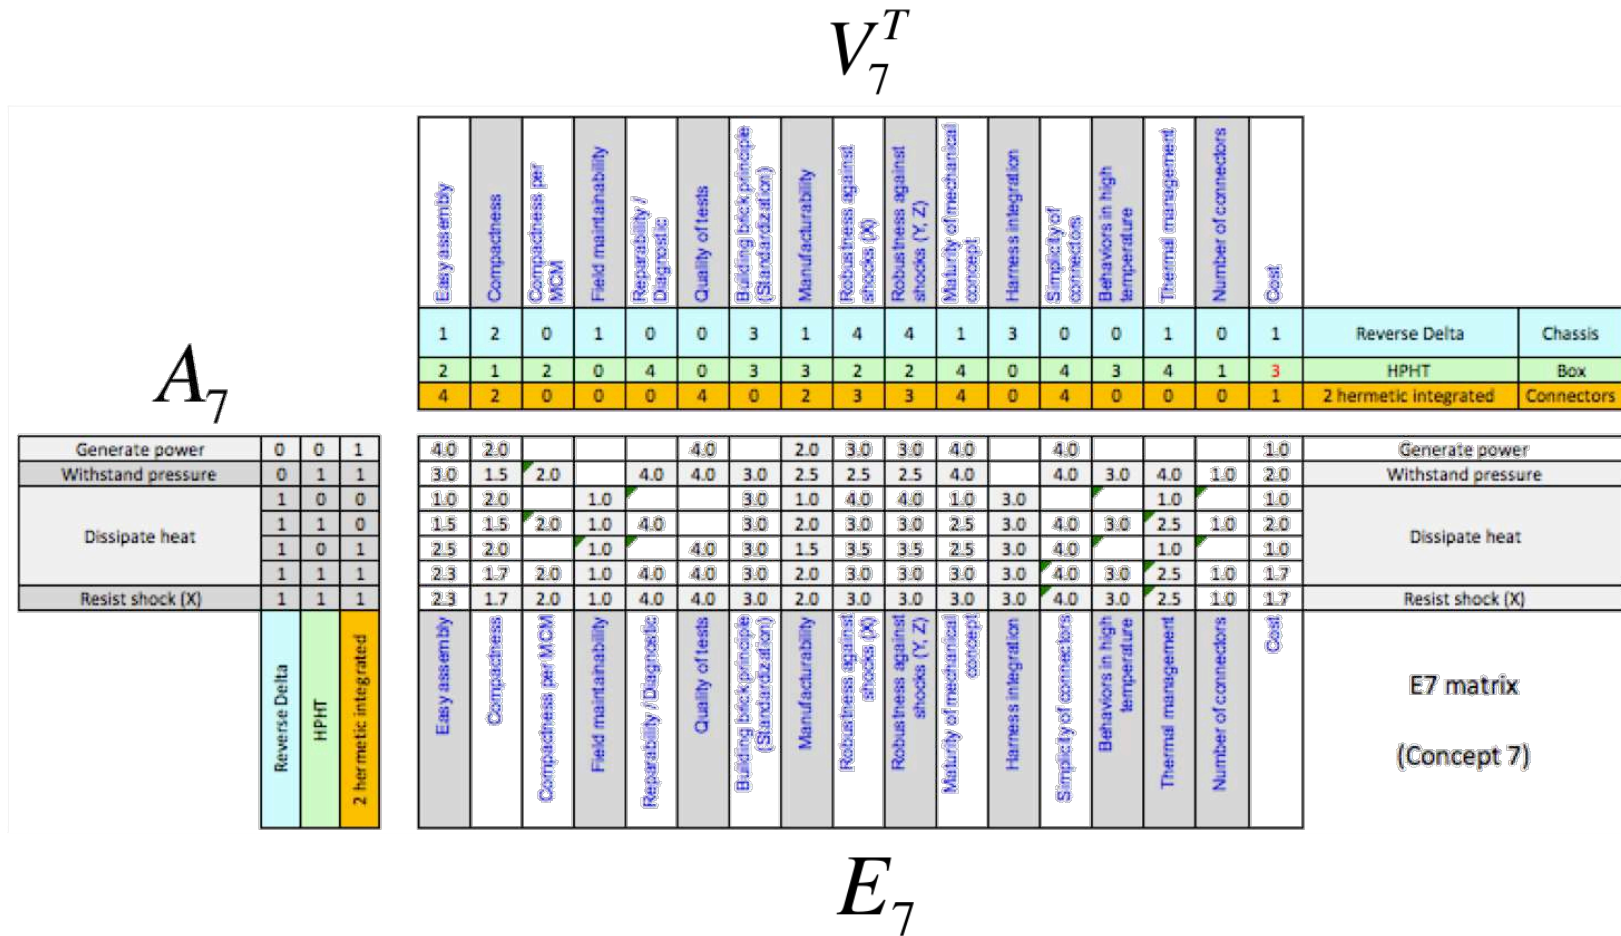 V_7^T
Easy assembly
Compactness
Compactness per
MCM
Field maintainability
Reparability /
Diagnostic
Quality of tests
Building brick principle
(Standardization)
Manufacturability
Robustness against
shocks (X)
Robustness against
shocks (Y, Z)
Maturity of mechanical
concept
Harness integration
Simplicity of
connectors
Behaviors in high
temperature
Thermal management
Number of connectors
Cost
1 2 0 1 0 0 3 1 4 4 1 3 0 0 1 0 1 Reverse Delta Chassis
2 1 2 0 4 0 3 3 2 2 4 0 4 3 4 1 3 HPHT Box
4 2 0 0 0 4 0 2 3 3 4 0 4 0 0 0 1 2 hermetic integrated Connectors
A_7
Generate power 0 0 1 4.0 2.0 4.0 2.0 3.0 3.0 4.0 4.0 1.0 Generate power
Withstand pressure 0 1 1 3.0 1.5 2.0 4.0 4.0 3.0 2.5 2.5 2.5 4.0 4.0 3.0 4.0 1.0 2.0 Withstand pressure
1 0 0 1.0 2.0 1.0 3.0 1.0 4.0 4.0 1.0 3.0 1.0 1.0
Dissipate heat 1 1 0 1.5 1.5 2.0 1.0 4.0 3.0 2.0 3.0 3.0 2.5 3.0 4.0 3.0 2.5 1.0 2.0 Dissipate heat
1 0 1 2.5 2.0 1.0 4.0 3.0 1.5 3.5 3.5 2.5 3.0 4.0 1.0 1.0
1 1 1 2.3 1.7 2.0 1.0 4.0 4.0 3.0 2.0 3.0 3.0 3.0 3.0 4.0 3.0 2.5 1.0 1.7
Resist shock (X) 1 1 1 2.3 1.7 2.0 1.0 4.0 4.0 3.0 2.0 3.0 3.0 3.0 3.0 4.0 3.0 2.5 1.0 1.7 Resist shock (X)
Reverse Delta
HPHT
2 hermetic integrated
Easy assembly
Compactness
Compactness per MCM
Field maintainability
Reparability / Diagnostic
Quality of tests
Building brick principle
(Standardization)
Manufacturability
Robustness against
shocks (X)
Robustness against
shocks (Y, Z)
Maturity of mechanical
concept
Harness integration
Simplicity of connectors
Behaviors in high
temperature
Thermal management
Number of connectors
Cost
E7 matrix
(Concept 7)
E_7